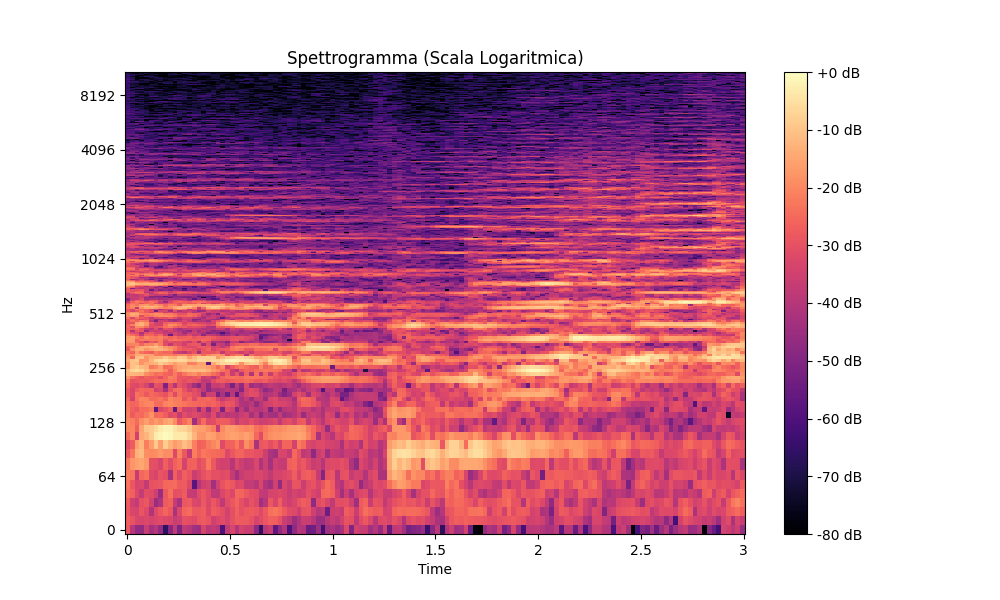 Spettrogramma (Scala Logaritmica)
Hz
8192
4096
2048
1024
512
256
128
64
0
0 0.5 1 1.5 2 2.5 3
Time
+0 dB
-10 dB
-20 dB
-30 dB
-40 dB
-50 dB
-60 dB
-70 dB
-80 dB